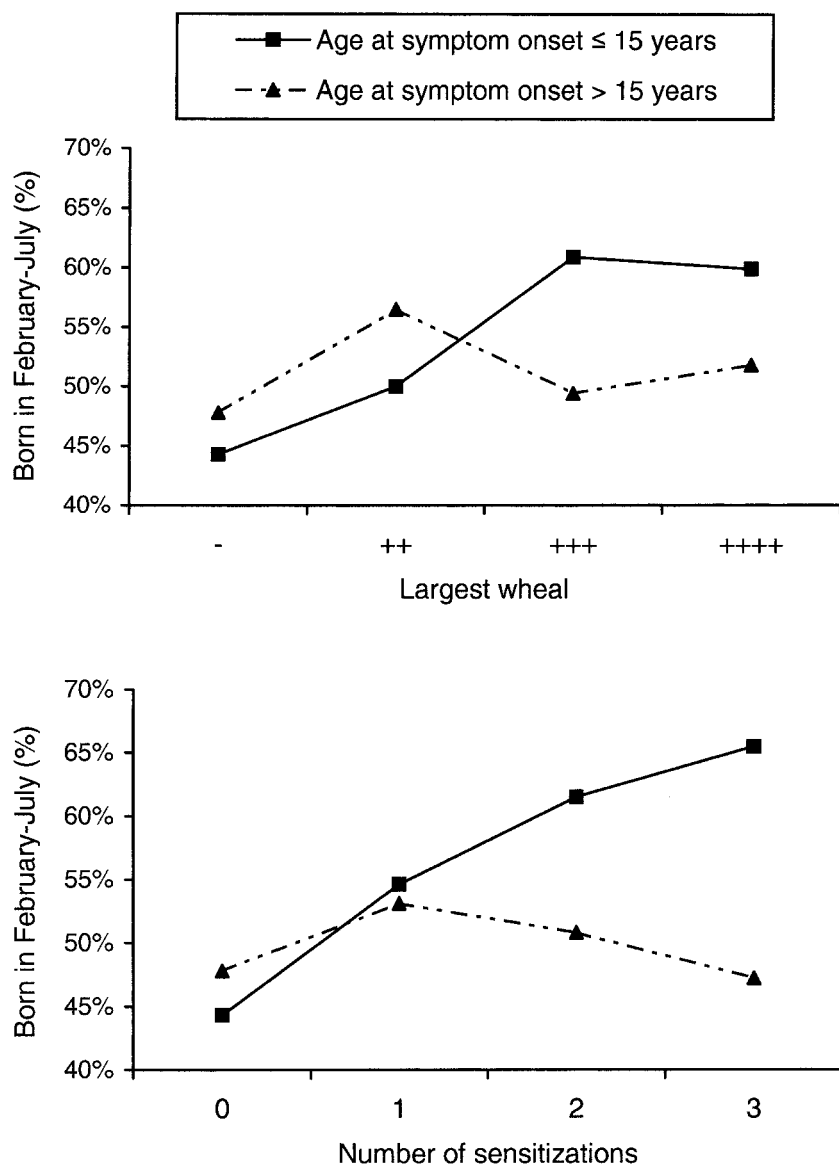 Age at symptom onset ≤ 15 years
Age at symptom onset > 15 years
Born in February-July (%)
70%
65%
60%
55%
50%
45%
40%
- ++ +++ ++++
Largest wheal
Born in February-July (%)
70%
65%
60%
55%
50%
45%
40%
0 1 2 3
Number of sensitizations